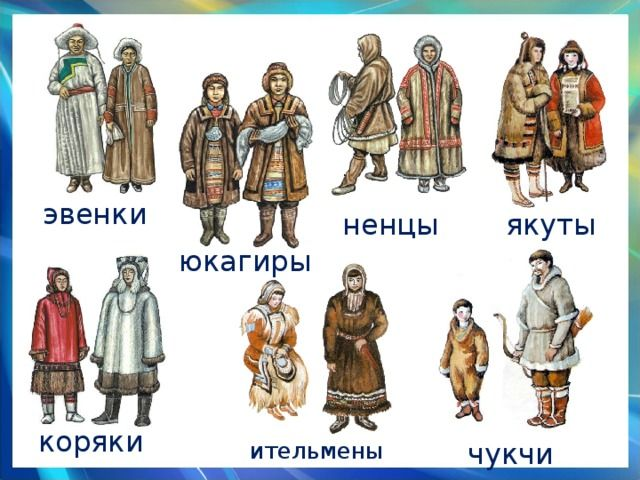 эвенки
юкагиры
ненцы
якуты
коряки
ительмены
чукчи